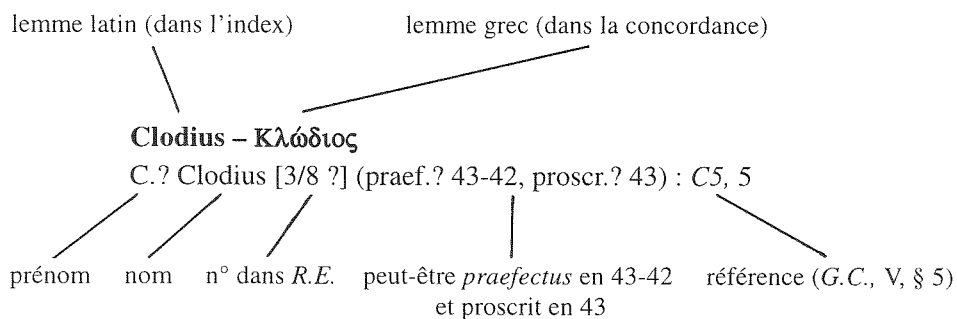 lemme latin (dans l'index) lemme grec (dans la concordance)
Clodius – Κλώδιος
C.? Clodius [3/8 ?] (praef.? 43-42, proscr.? 43) : C5, 5
prénom nom n° dans R.E. peut-être praefectus en 43-42 référence (G.C., V, § 5)
et proscrit en 43